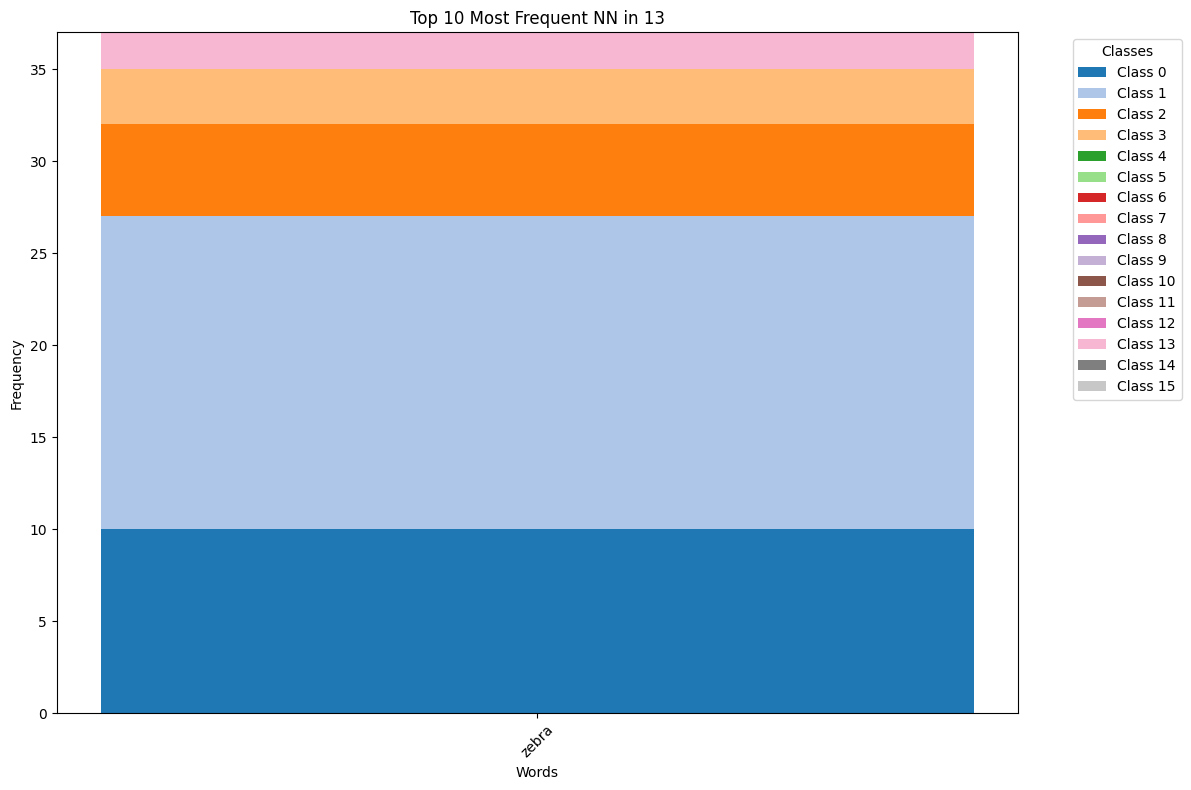 Top 10 Most Frequent NN in 13
Classes
Class 0
Class 1
Class 2
Class 3
Class 4
Class 5
Class 6
Class 7
Class 8
Class 9
Class 10
Class 11
Class 12
Class 13
Class 14
Class 15
Frequency
35
30
25
20
15
10
5
0
zebra
Words